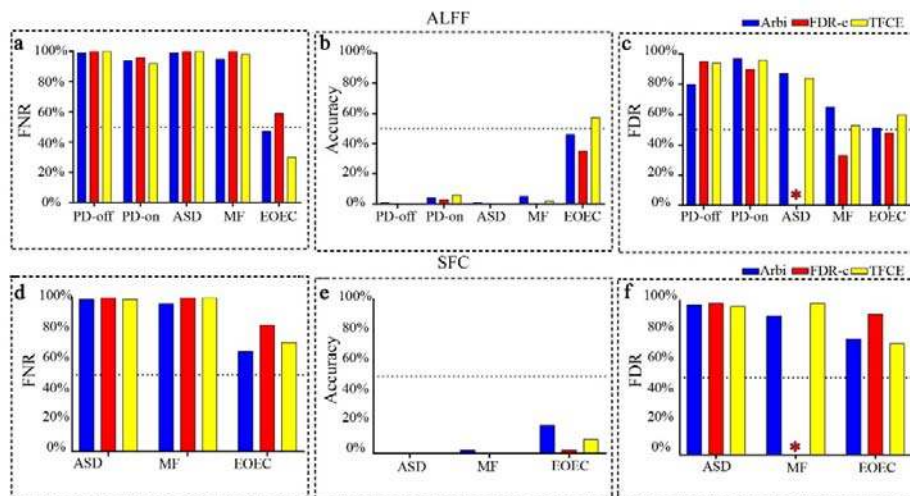 ALFF
Arbi FDR-c TFCE
a
100%
80%
60%
40%
20%
0%
FNR
PD-off PD-on ASD MF EOEC
b
100%
80%
60%
40%
20%
0%
Accuracy
PD-off PD-on ASD MF EOEC
c
100%
80%
60%
40%
20%
0%
FDR
*
PD-off PD-on ASD MF EOEC
SFC
Arbi FDR-c TFCE
d
100%
80%
60%
40%
20%
0%
FNR
ASD MF EOEC
e
100%
80%
60%
40%
20%
0%
Accuracy
ASD MF EOEC
f
100%
80%
60%
40%
20%
0%
FDR
*
ASD MF EOEC